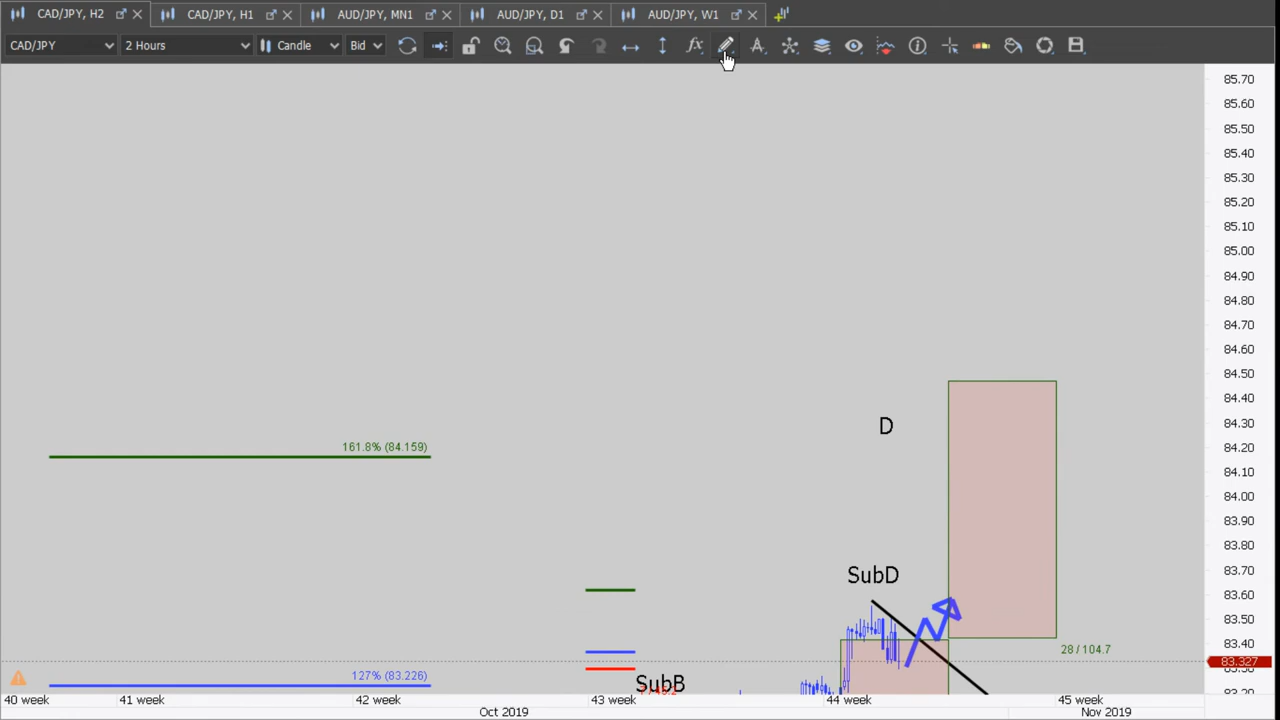 CAD/JPY, H2
CAD/JPY, H1
AUD/JPY, MN1
AUD/JPY, D1
AUD/JPY, W1
CAD/JPY
2 Hours
Candle
Bid
85.70
85.60
85.50
85.40
85.30
85.20
85.10
85.00
84.90
84.80
84.70
84.60
84.50
84.40
84.30
84.20
84.10
84.00
83.90
83.80
83.70
83.60
83.50
83.40
83.327
83.20
D
161.8% (84.159)
SubD
28 / 104.7
SubB
127% (83.226)
40 week
41 week
42 week
43 week
44 week
45 week
Oct 2019
Nov 2019